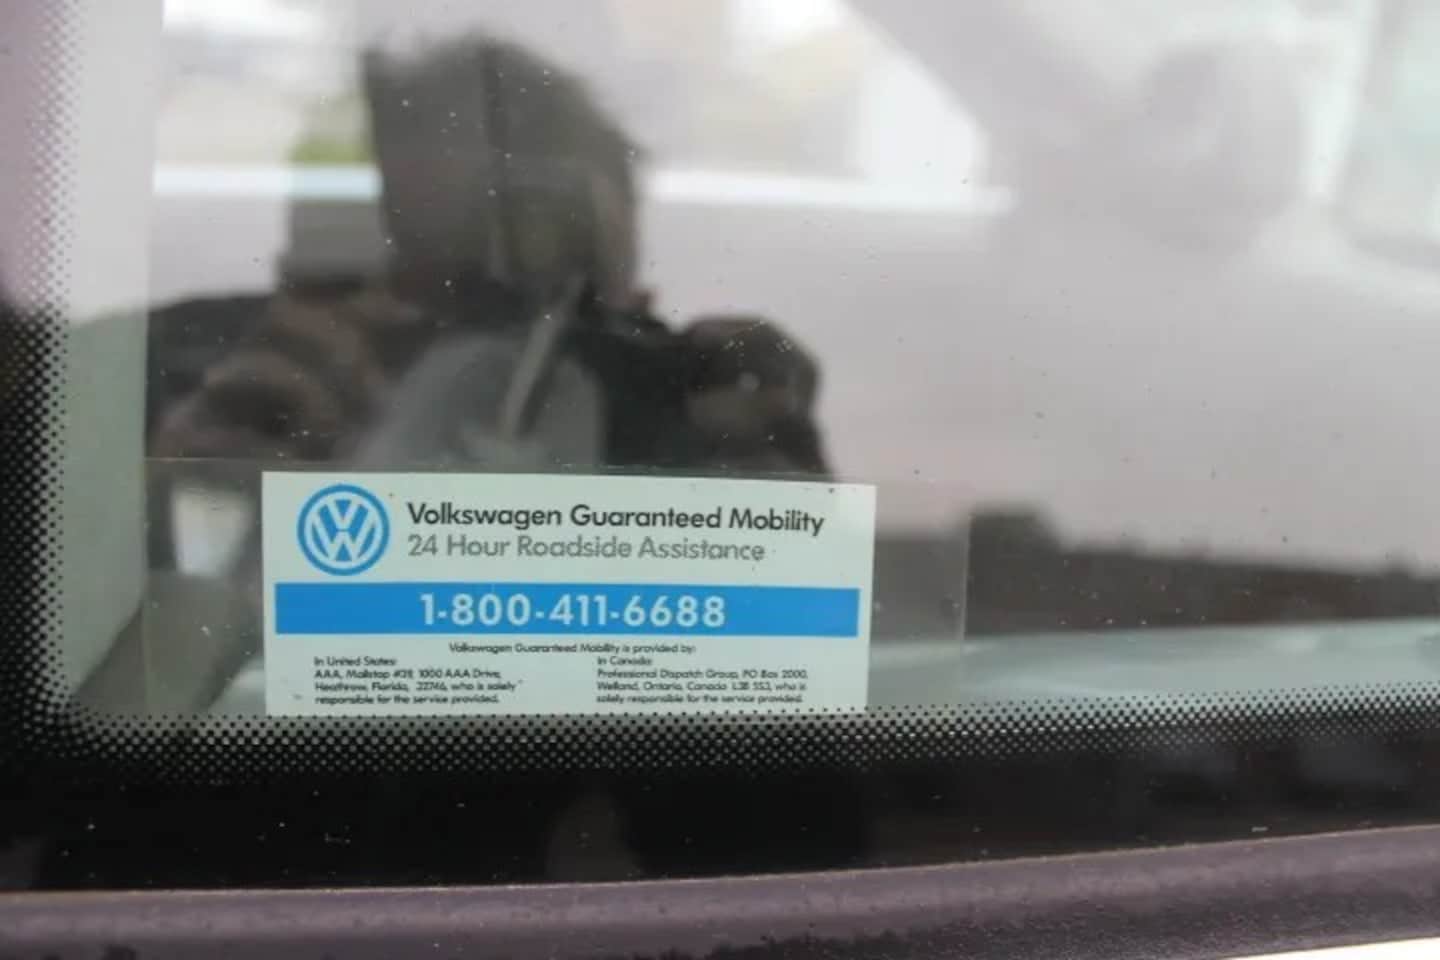 Volkswagen Guaranteed Mobility
24 Hour Roadside Assistance
1-800-411-6688
Volkswagen Guaranteed Mobility is provided by:
In United States:
AAA, Mailstop #39, 1000 AAA Drive,
Heathrow, Florida, 32746, who is solely
responsible for the service provided.
In Canada:
Professional Dispatch Group, PO Box 2000,
Welland, Ontario, Canada L3B 5S3, who is
solely responsible for the service provided.